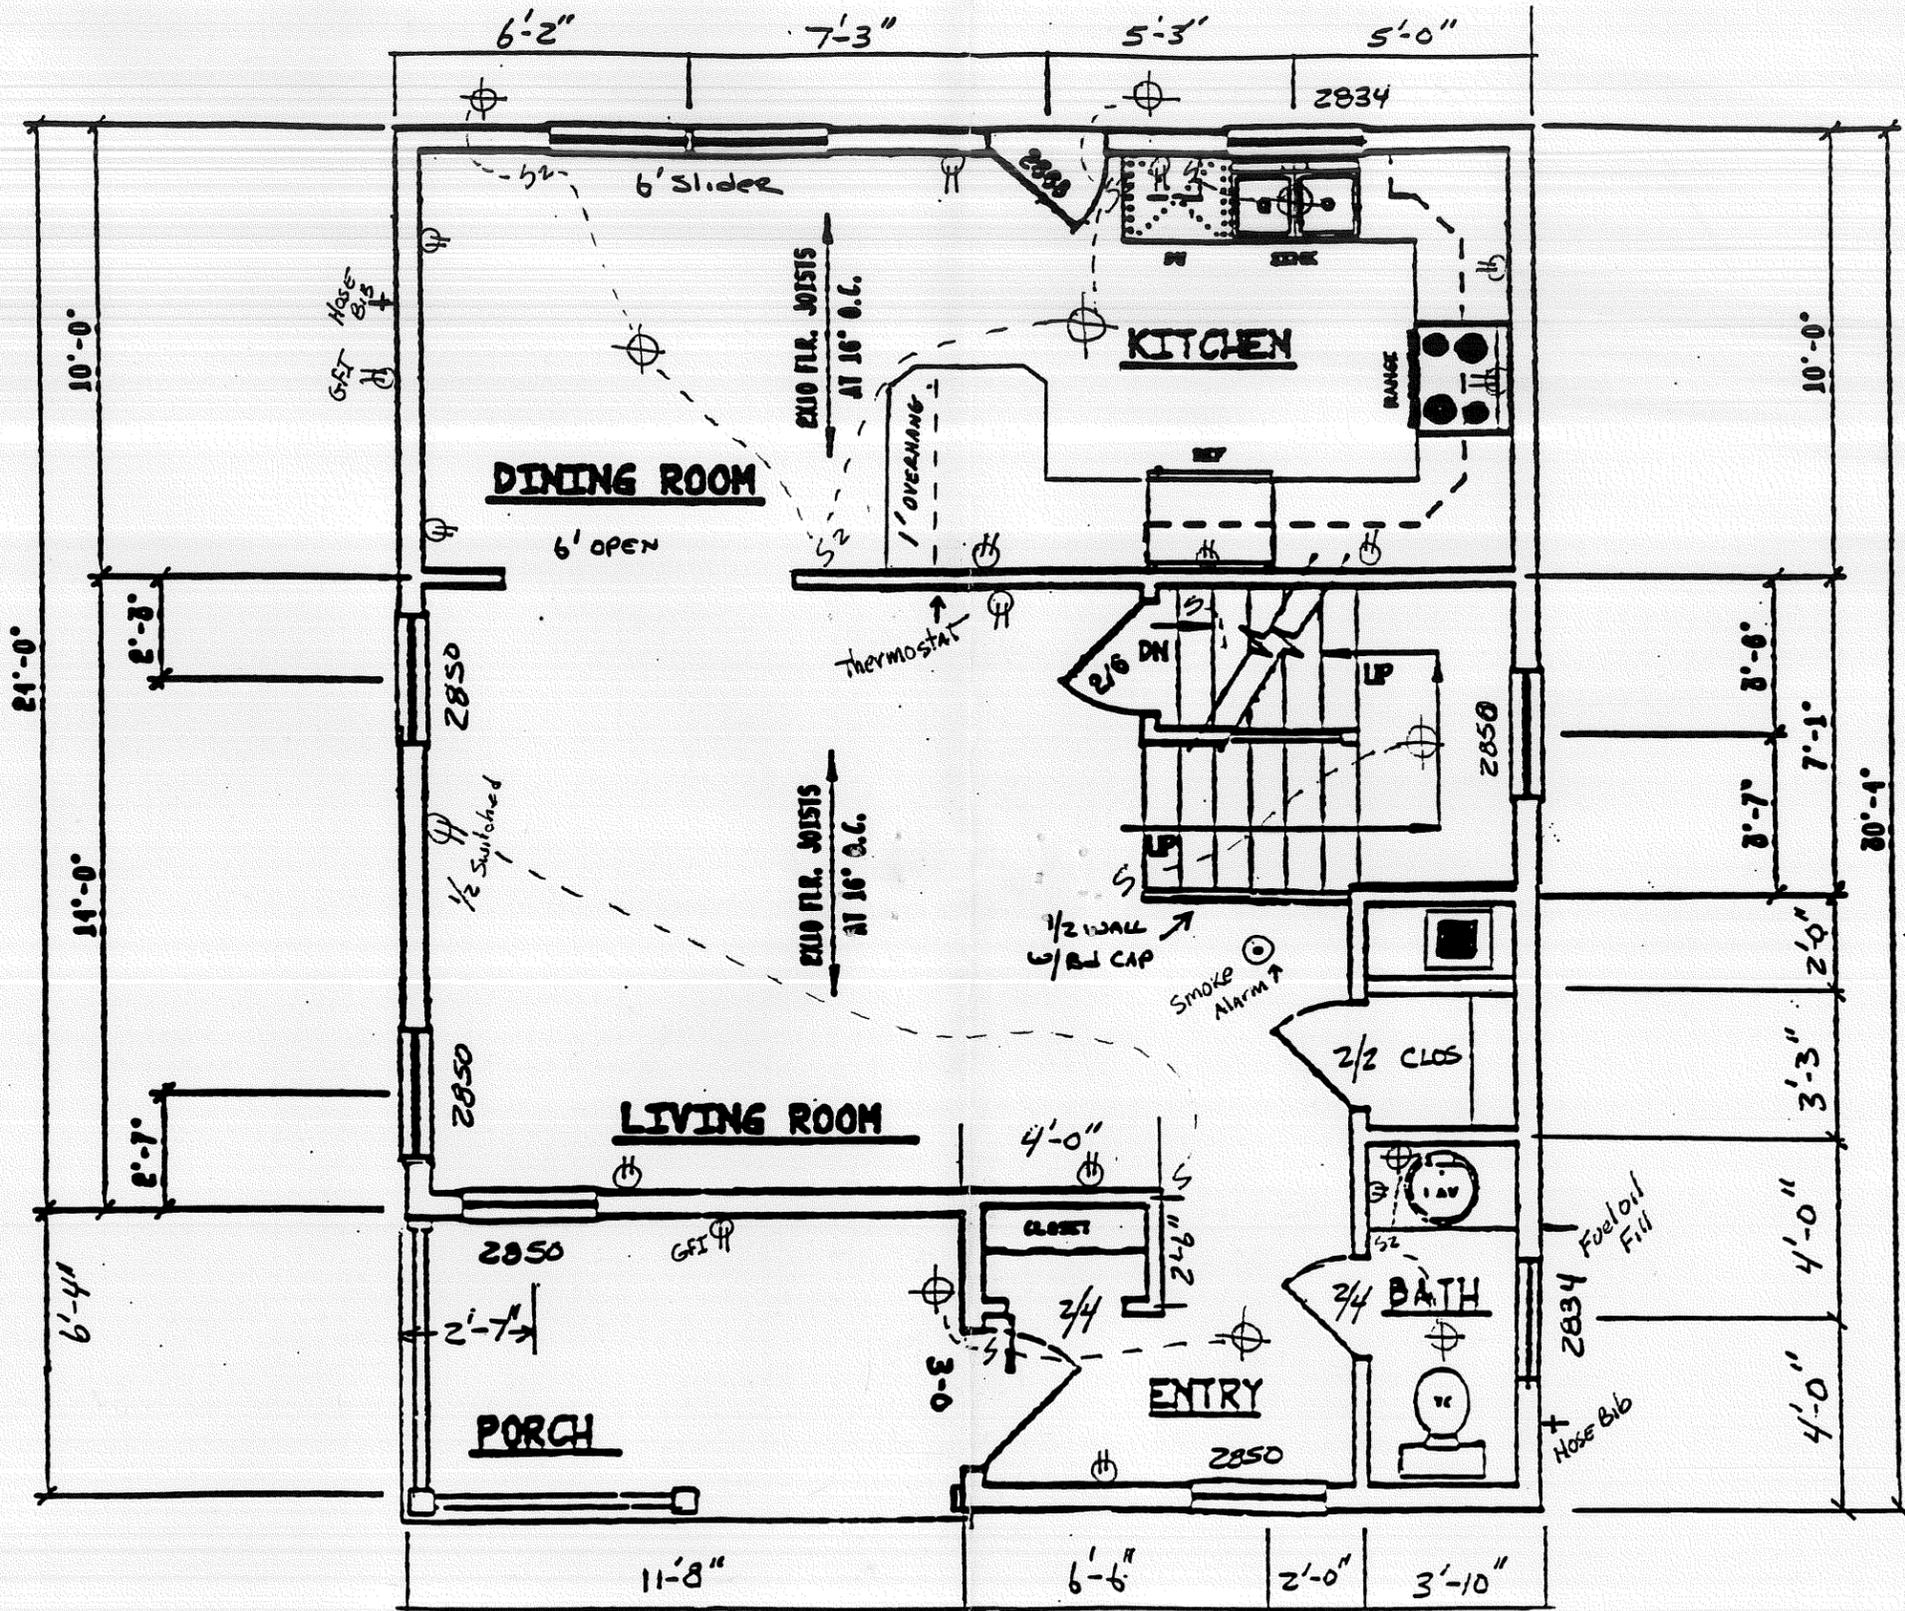 6'-2"
7'-3"
5'-3"
5'-0"
2834
S2
6' Slider
2868
S
S
DW
SINK
HOSE
BIB
GFI
10'-0"
2X10 FLR. JOISTS
AT 16" O.C.
KITCHEN
RANGE
10'-0"
1' OVERHANG
REF
DINING ROOM
6' OPEN
S2
2'-8"
24'-0"
2850
Thermostat
2/6
DN
S
UP
2850
3'-6"
7'-1"
3'-7"
30'-4"
1/2 Switched
14'-0"
2X10 FLR. JOISTS
AT 16" O.C.
UP
S
1/2 WALL
W/ Bd CAP
Smoke
Alarm
2'-0"
2850
2/2 CLOS
3'-3"
LIVING ROOM
4'-0"
2'-7"
S
LAV
CLOSET
2'-6"
2850
GFI
S2
Fuel oil
Fill
4'-0"
6'-4"
2'-7"
2/4
2/4
BATH
2834
S
3-0
ENTRY
WC
PORCH
2850
Hose Bib
4'-0"
11'-8"
6'-6"
2'-0"
3'-10"